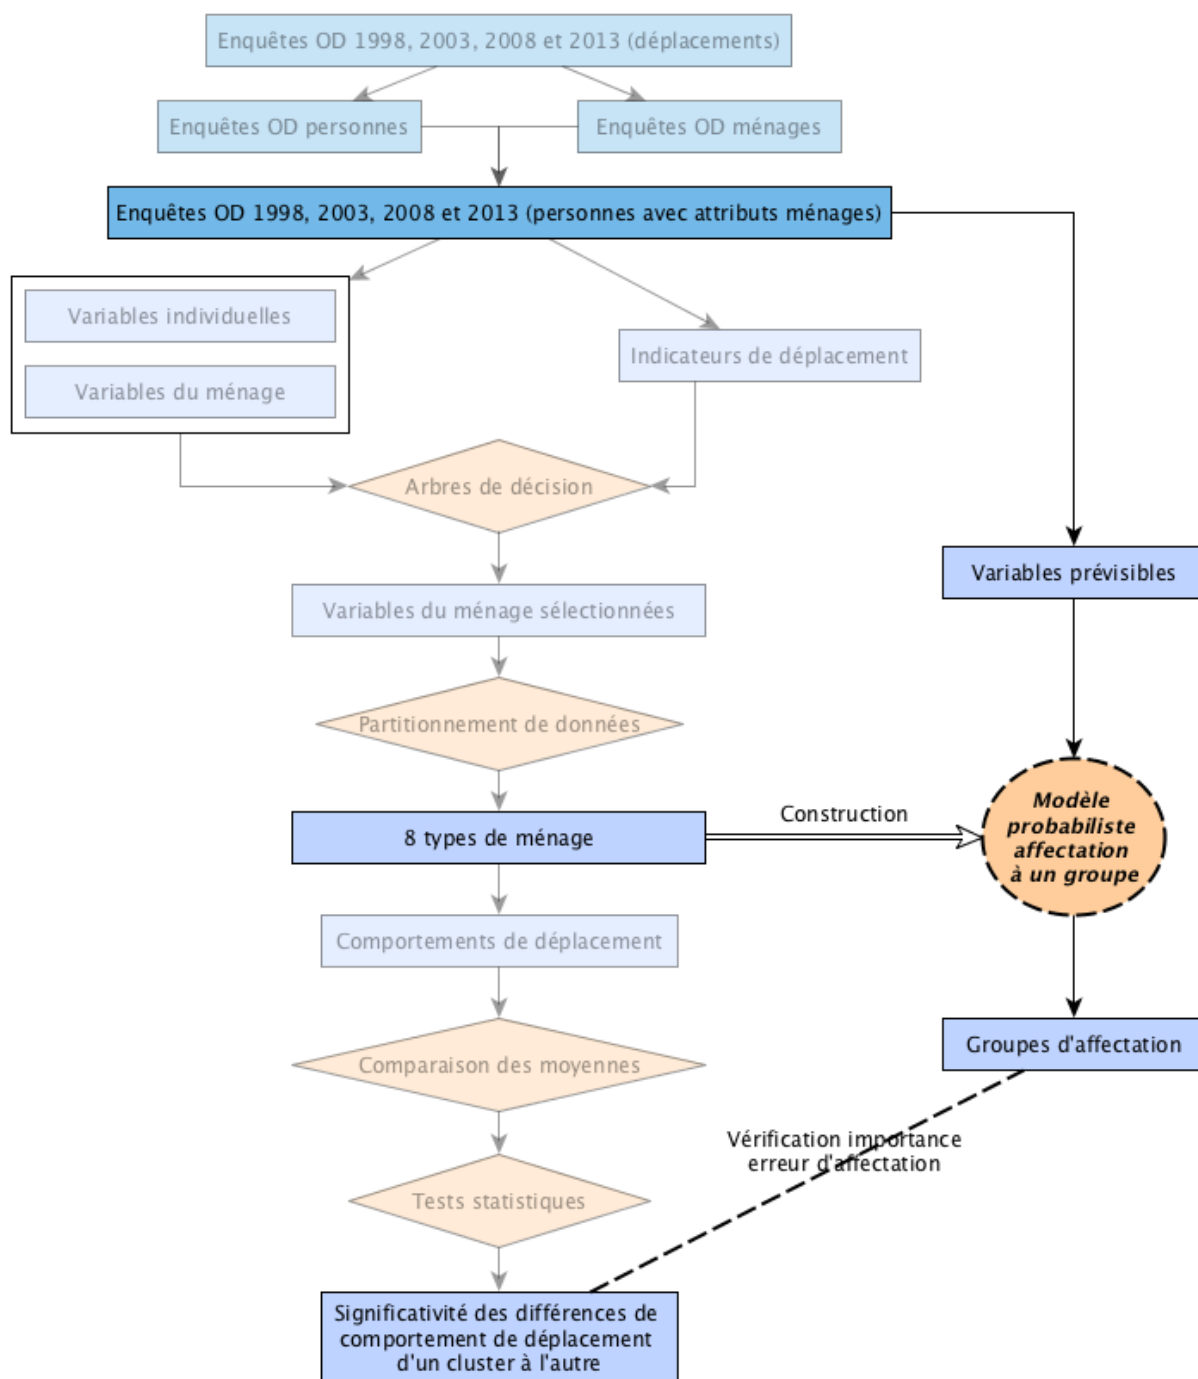 Enquêtes OD 1998, 2003, 2008 et 2013 (déplacements)
Enquêtes OD personnes
Enquêtes OD ménages
Enquêtes OD 1998, 2003, 2008 et 2013 (personnes avec attributs ménages)
Variables individuelles
Variables du ménage
Indicateurs de déplacement
Arbres de décision
Variables du ménage sélectionnées
Variables prévisibles
Partitionnement de données
8 types de ménage
Construction
Modèle
probabiliste
affectation
à un groupe
Comportements de déplacement
Comparaison des moyennes
Groupes d'affectation
Vérification importance
erreur d'affectation
Tests statistiques
Significativité des différences de
comportement de déplacement
d'un cluster à l'autre